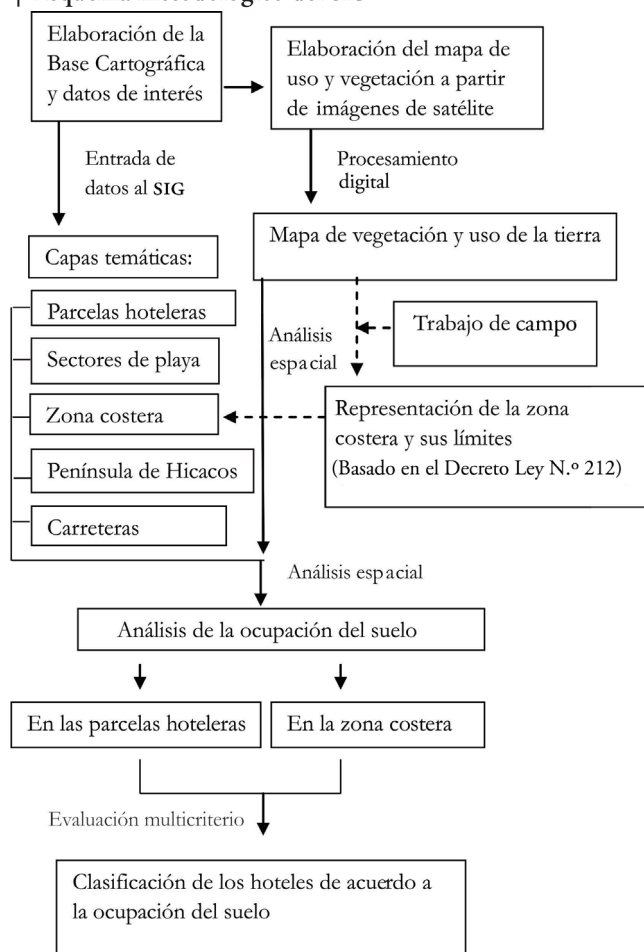 Elaboración de la
Base Cartográfica
y datos de interés
Elaboración del mapa de
uso y vegetación a partir
de imágenes de satélite
Entrada de
datos al SIG
Procesamiento
digital
Capas temáticas:
Mapa de vegetación y uso de la tierra
Parcelas hoteleras
Sectores de playa
Zona costera
Península de Hicacos
Carreteras
Análisis
espacial
Trabajo de campo
Representación de la zona
costera y sus límites
(Basado en el Decreto Ley N.º 212)
Análisis espacial
Análisis de la ocupación del suelo
En las parcelas hoteleras
En la zona costera
Evaluación multicriterio
Clasificación de los hoteles de acuerdo a
la ocupación del suelo